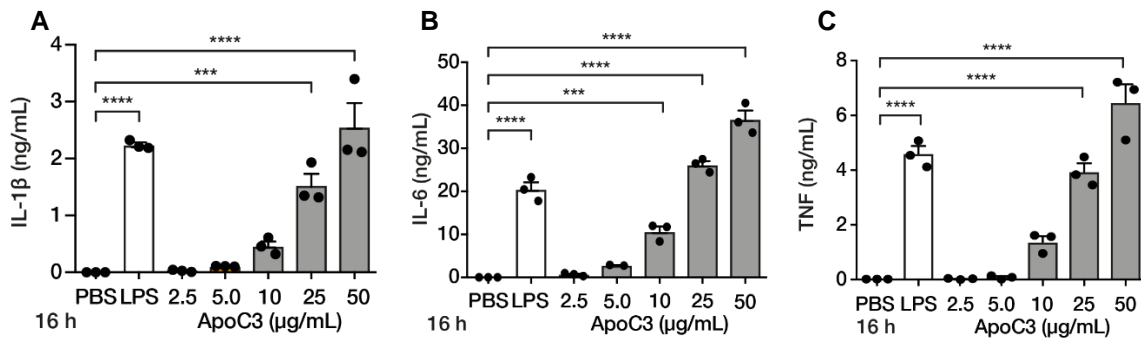 A
****
***
****
IL-1β (ng/mL)
4
3
2
1
0
PBS LPS 2.5 5.0 10 25 50
16 h ApoC3 (μg/mL)
B
****
****
***
****
IL-6 (ng/mL)
50
40
30
20
10
0
PBS LPS 2.5 5.0 10 25 50
16 h ApoC3 (μg/mL)
C
****
****
****
TNF (ng/mL)
8
6
4
2
0
PBS LPS 2.5 5.0 10 25 50
16 h ApoC3 (μg/mL)